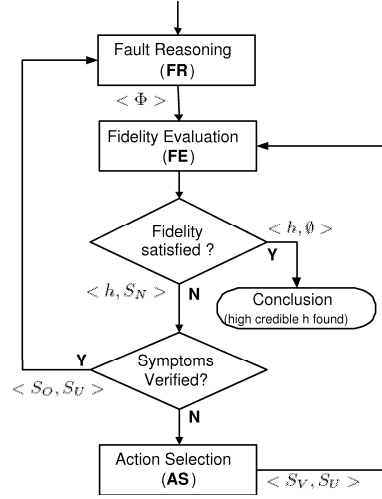 Fault Reasoning
(FR)
< Φ >
Fidelity Evaluation
(FE)
Fidelity
satisfied ?
< h, ∅ >
Y
< h, S_N >
N
Conclusion
(high credible h found)
Symptoms
Verified?
Y
< S_O, S_U >
N
Action Selection
(AS)
< S_V, S_U >